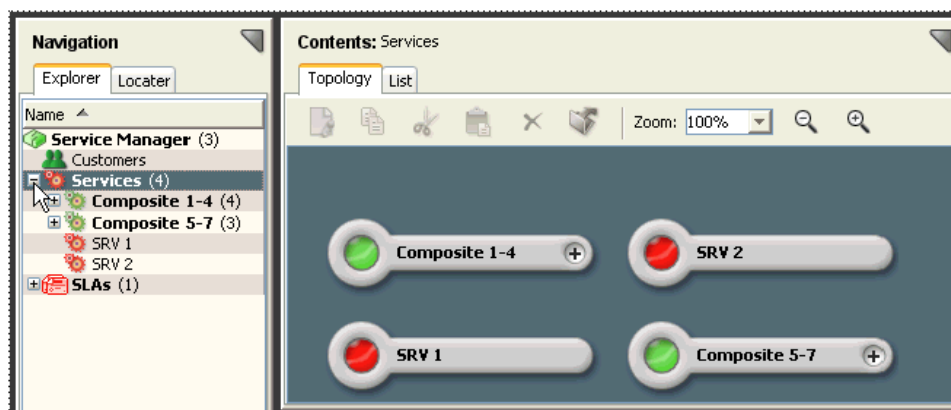 Navigation
Explorer Locater
Name
Service Manager (3)
Customers
Services (4)
Composite 1-4 (4)
Composite 5-7 (3)
SRV 1
SRV 2
SLAs (1)
Contents: Services
Topology List
Zoom: 100%
Composite 1-4
SRV 2
SRV 1
Composite 5-7